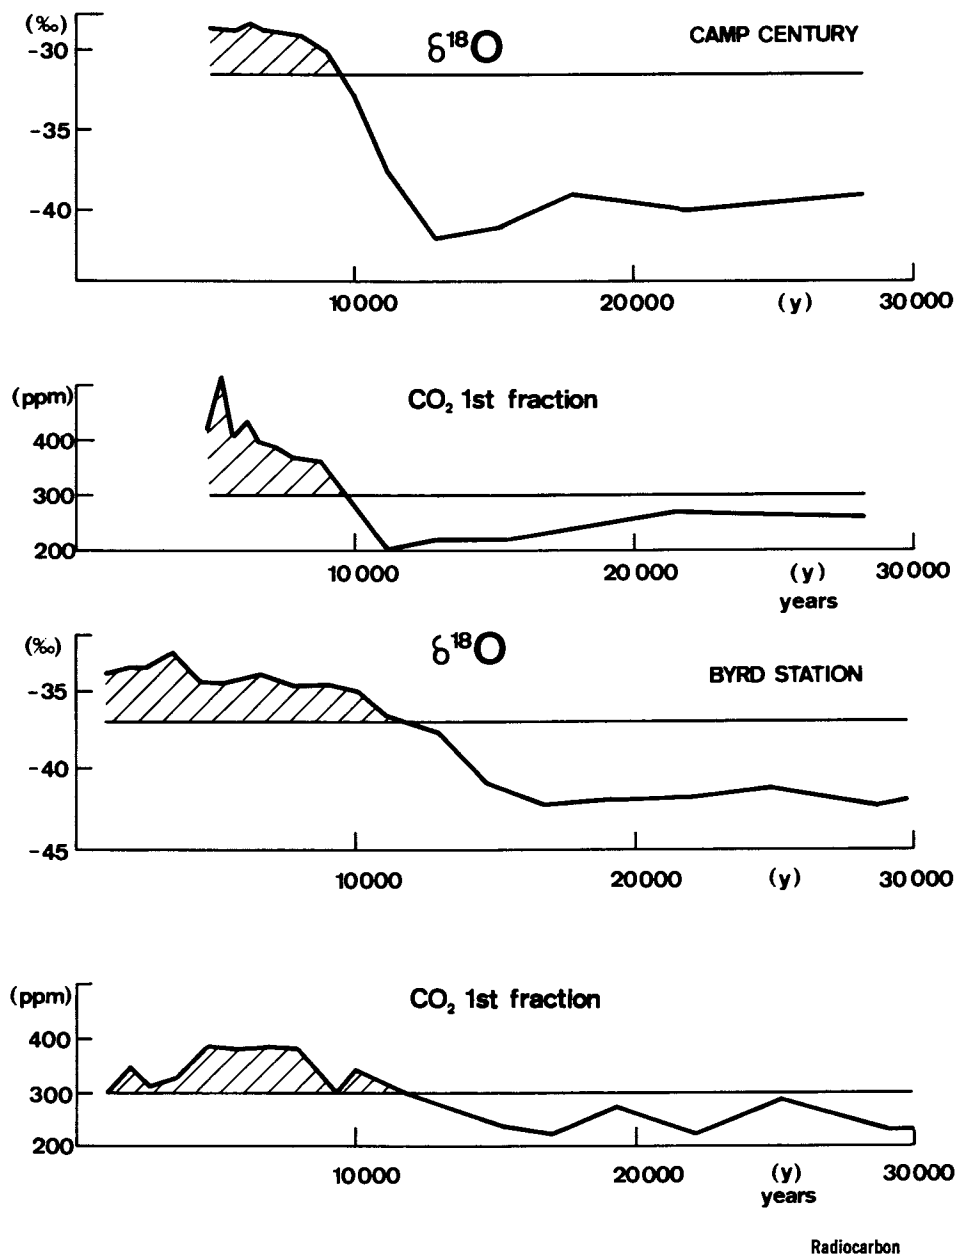 (‰)
δ¹⁸O
CAMP CENTURY
-30
-35
-40
10000 20000 (y) 30000
(ppm)
CO₂ 1st fraction
400
300
200
10000 20000 (y) 30000
years
(‰)
δ¹⁸O
BYRD STATION
-35
-40
-45
10000 20000 (y) 30000
(ppm)
CO₂ 1st fraction
400
300
200
10000 20000 (y) 30000
years
Radiocarbon